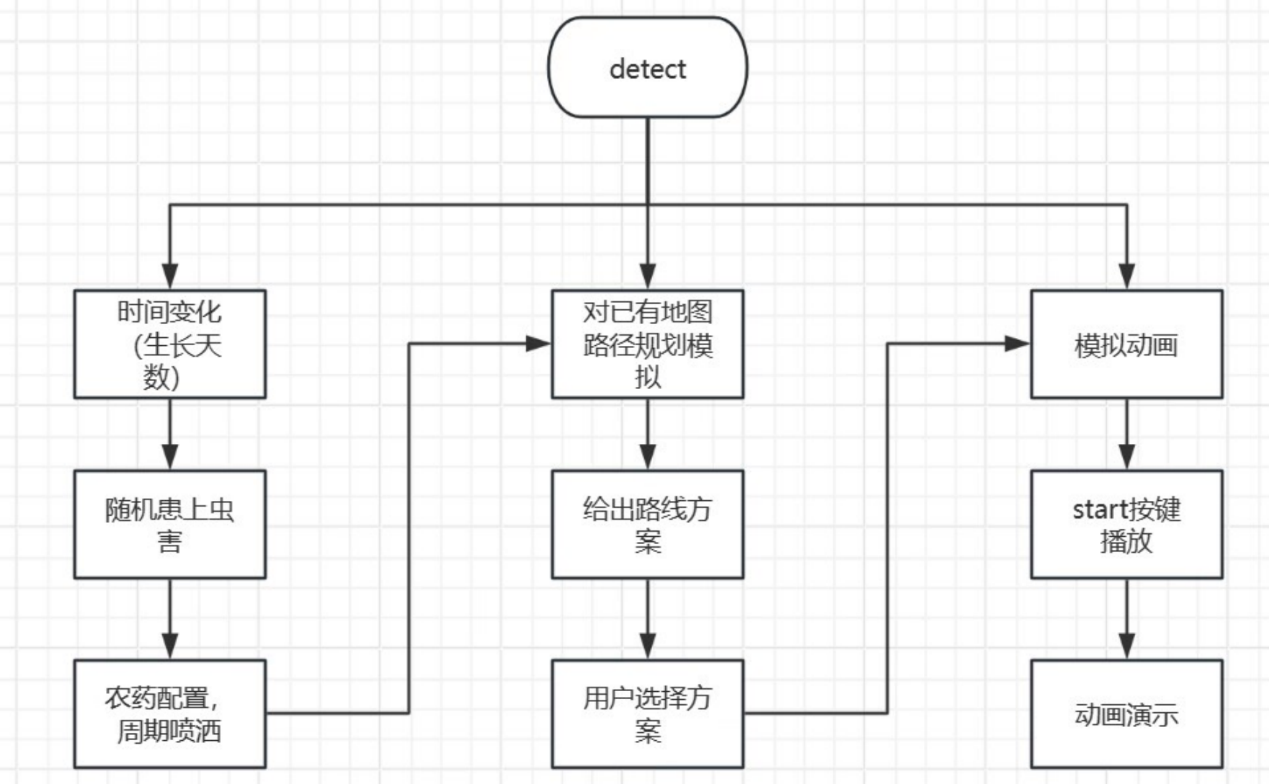 detect
时间变化
（生长天
数）
随机患上虫
害
农药配置，
周期喷洒
对已有地图
路径规划模
拟
给出路线方
案
用户选择方
案
模拟动画
start按键
播放
动画演示